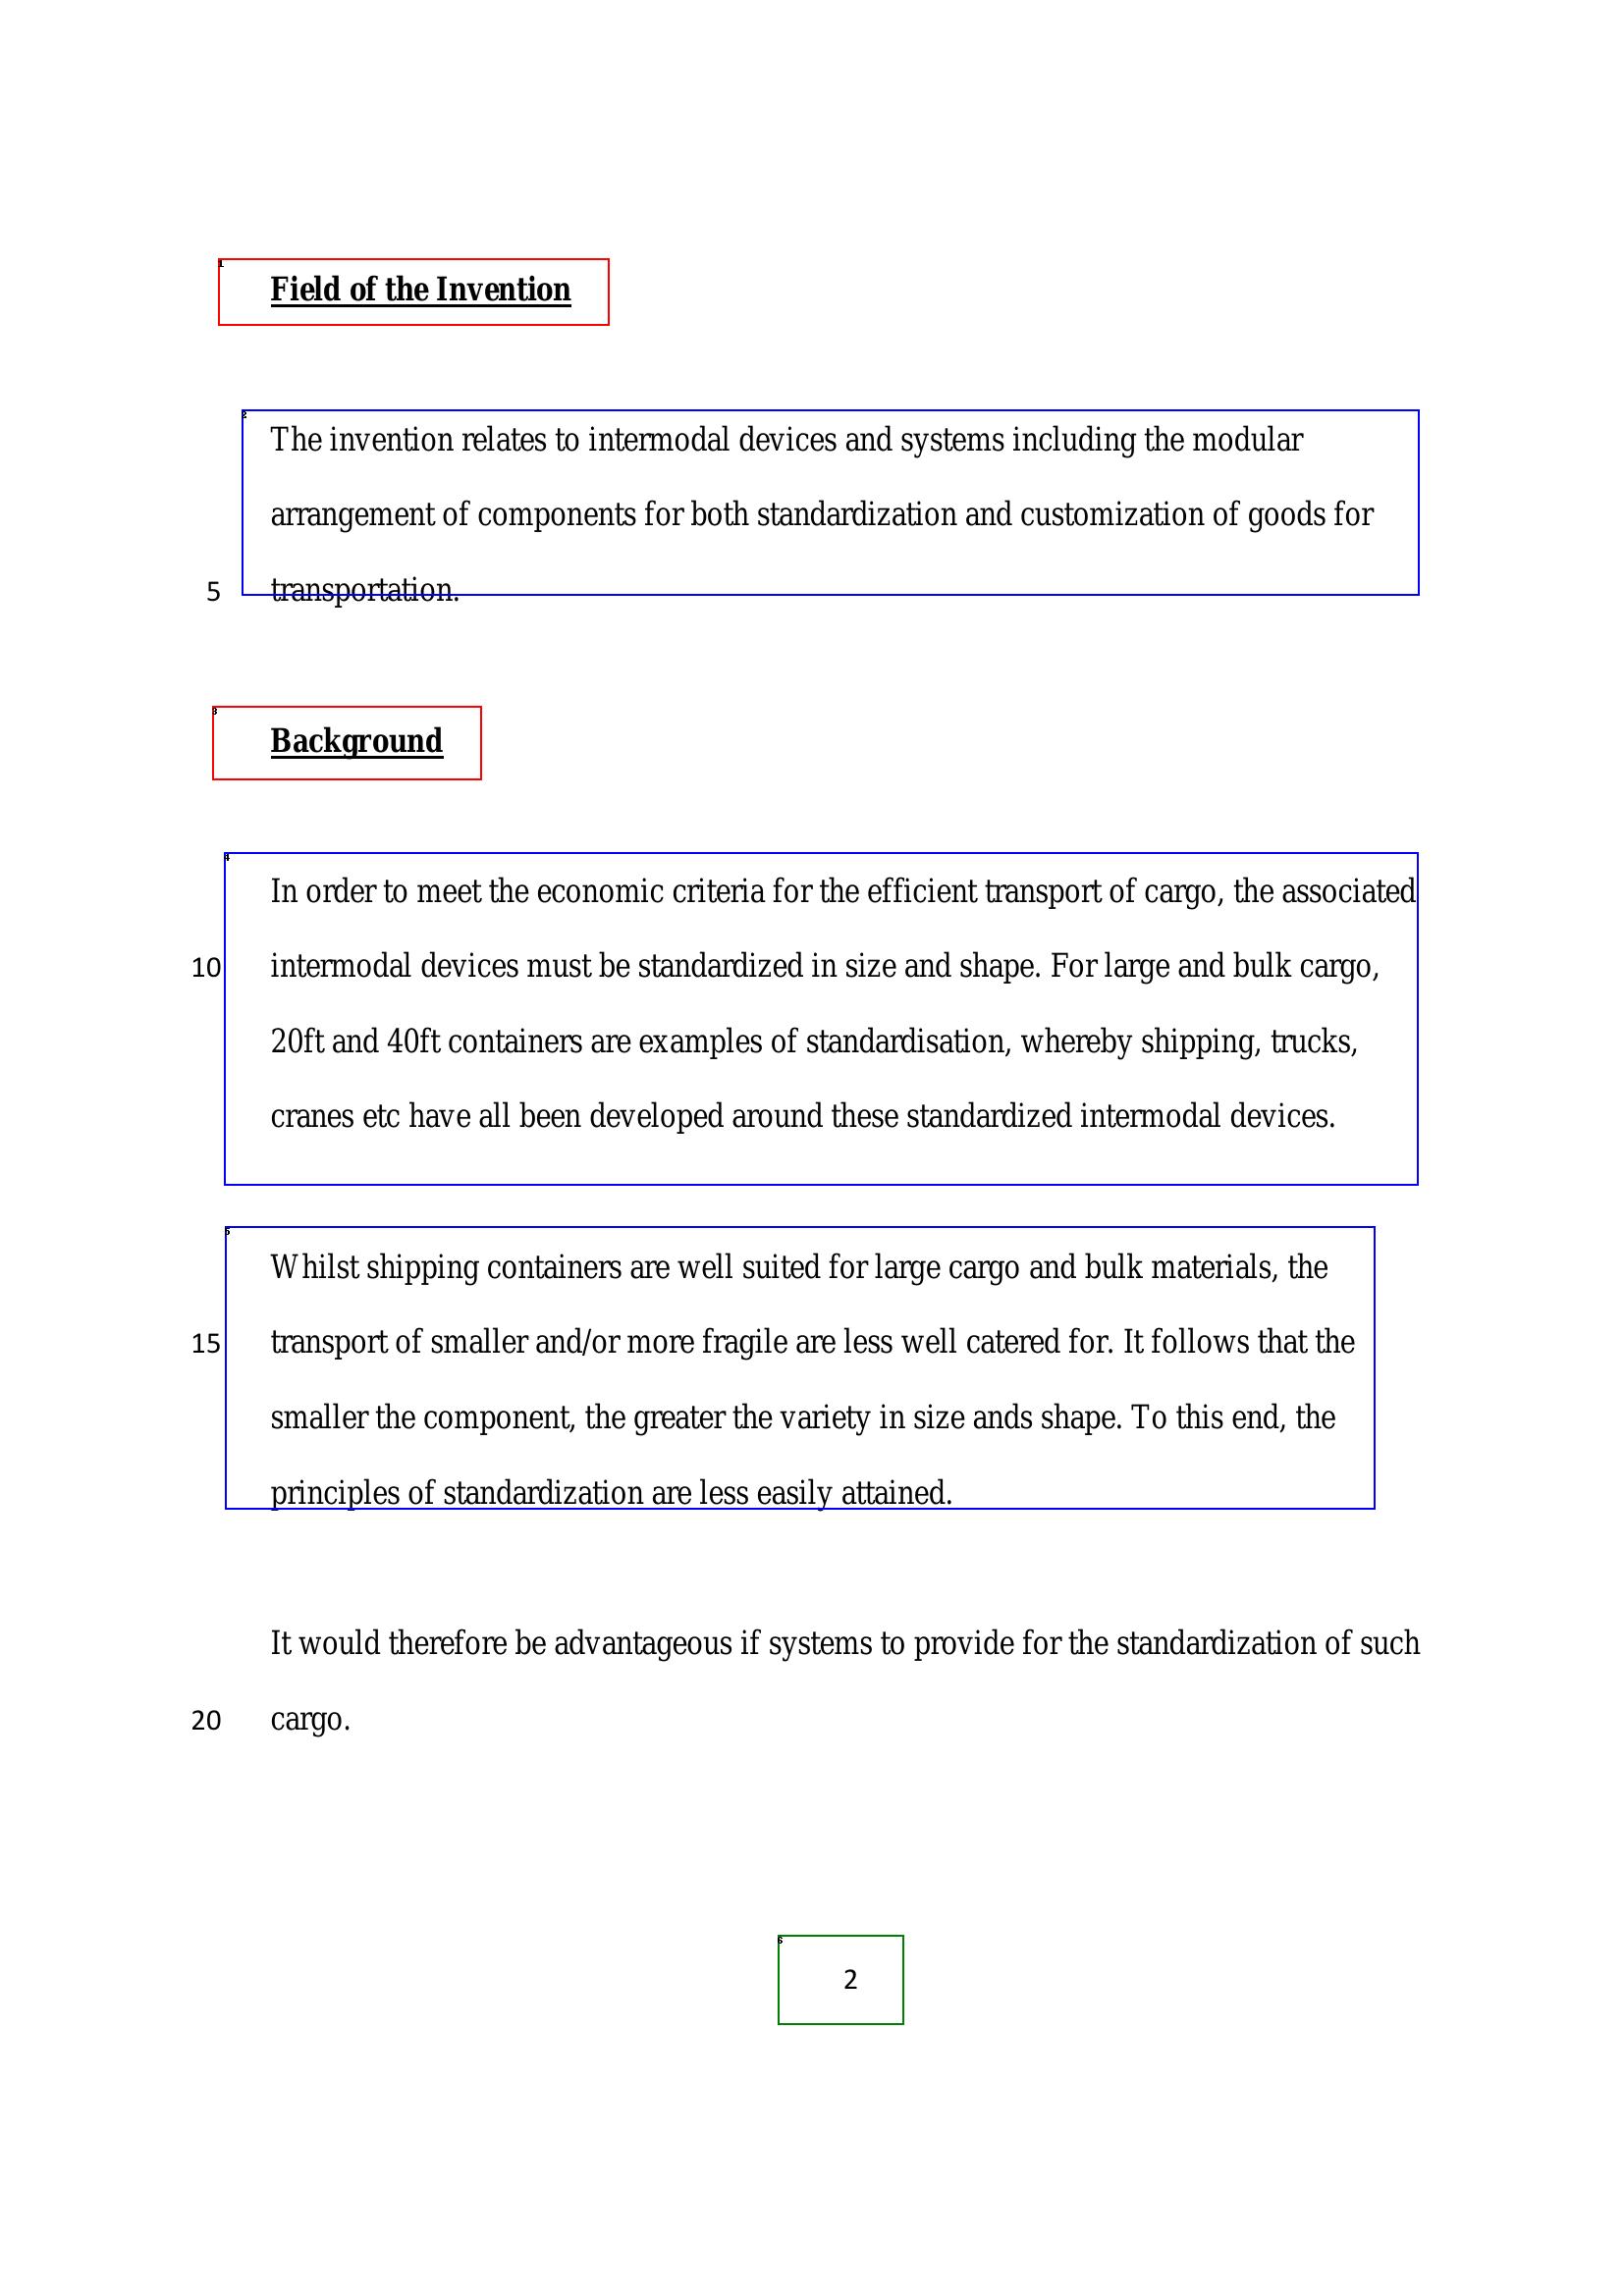 1
Field of the Invention
2
The invention relates to intermodal devices and systems including the modular
arrangement of components for both standardization and customization of goods for
5 transportation.
3
Background
4
In order to meet the economic criteria for the efficient transport of cargo, the associated
10 intermodal devices must be standardized in size and shape. For large and bulk cargo,
20ft and 40ft containers are examples of standardisation, whereby shipping, trucks,
cranes etc have all been developed around these standardized intermodal devices.
5
Whilst shipping containers are well suited for large cargo and bulk materials, the
15 transport of smaller and/or more fragile are less well catered for. It follows that the
smaller the component, the greater the variety in size ands shape. To this end, the
principles of standardization are less easily attained.
It would therefore be advantageous if systems to provide for the standardization of such
20 cargo.
6
2